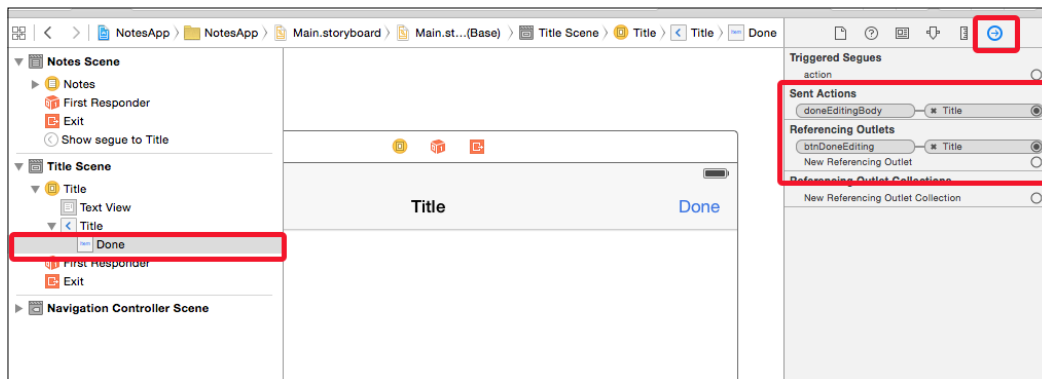 NotesApp NotesApp Main.storyboard Main.st...(Base) Title Scene Title Title Done
Notes Scene
Notes
First Responder
Exit
Show segue to Title
Title Scene
Title
Text View
Title
Item Done
First Responder
Exit
Navigation Controller Scene
Title Done
Triggered Segues
action
Sent Actions
doneEditingBody Title
Referencing Outlets
btnDoneEditing Title
New Referencing Outlet
Referencing Outlet Collections
New Referencing Outlet Collection